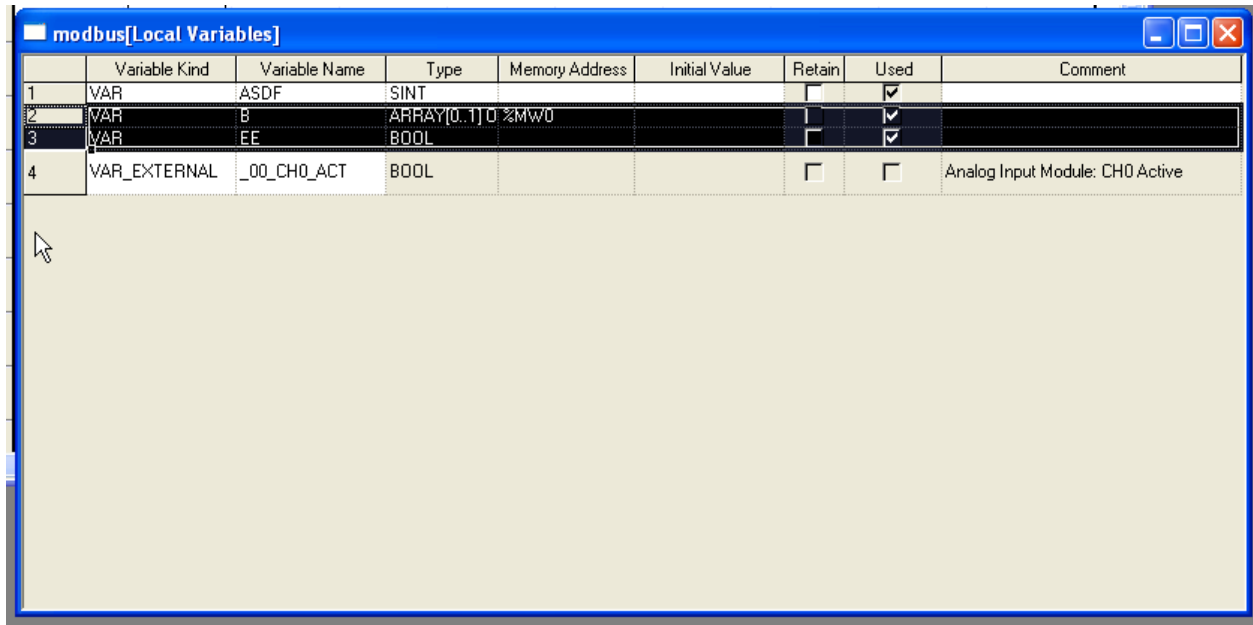 modbus[Local Variables]
Variable Kind Variable Name Type Memory Address Initial Value Retain Used Comment
1 VAR ASDF SINT
2 VAR B ARRAY[0..1] O %MW0
3 VAR EE BOOL
4 VAR_EXTERNAL _00_CH0_ACT BOOL Analog Input Module: CH0 Active